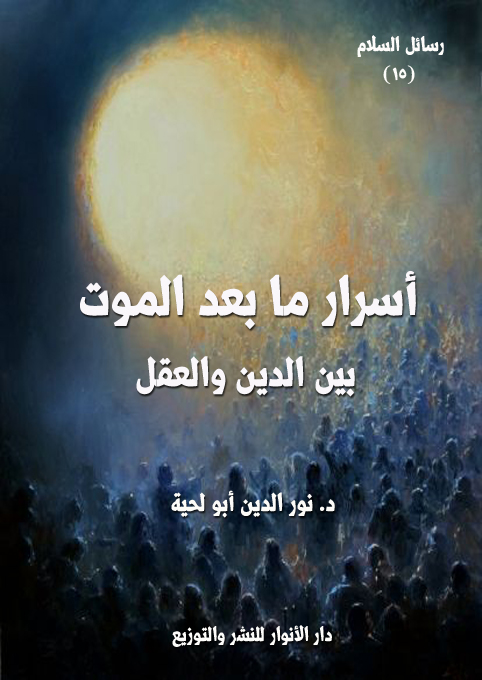 رسائل السلام
(١٥)
أسرار ما بعد الموت
بين الدين والعقل
د. نور الدين أبو لحية
دار الأنوار للنشر والتوزيع